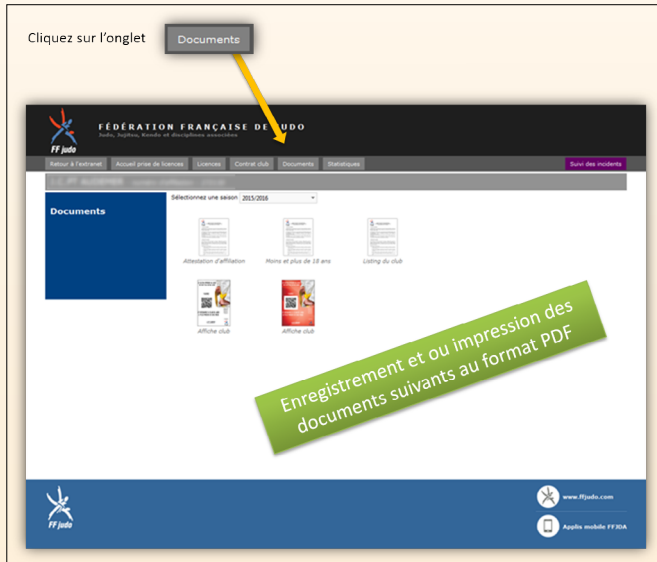 Cliquez sur l'onglet Documents
FÉDÉRATION FRANÇAISE DE JUDO
Judo, Jujitsu, Kendo et disciplines associées
FF judo
Retour à l'extranet Accueil prise de licences Licences Contrat club Documents Statistiques Suivi des incidents
Sélectionnez une saison 2015/2016
Documents
Attestation d'affiliation Moins et plus de 18 ans Listing du club
Affiche club Affiche club
Enregistrement et ou impression des
documents suivants au format PDF
FF judo
www.ffjudo.com
Applis mobile FFJDA